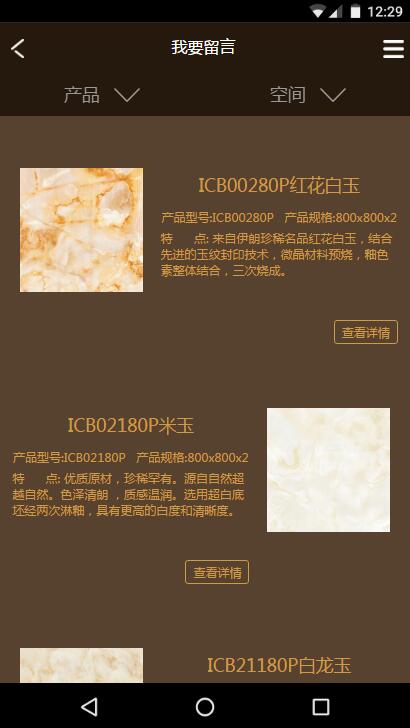 12:29
我要留言
产品 空间
ICB00280P红花白玉
产品型号:ICB00280P 产品规格:800x800x2
特 点: 来自伊朗珍稀名品红花白玉，结合
先进的玉纹封印技术，微晶材料预烧，釉色
素整体结合，三次烧成。
查看详情
ICB02180P米玉
产品型号:ICB02180P 产品规格:800x800x2
特 点: 优质原材，珍稀罕有。源自自然超
越自然。色泽清朗 ，质感温润。选用超白底
坯经两次淋釉，具有更高的白度和清晰度。
查看详情
ICB21180P白龙玉